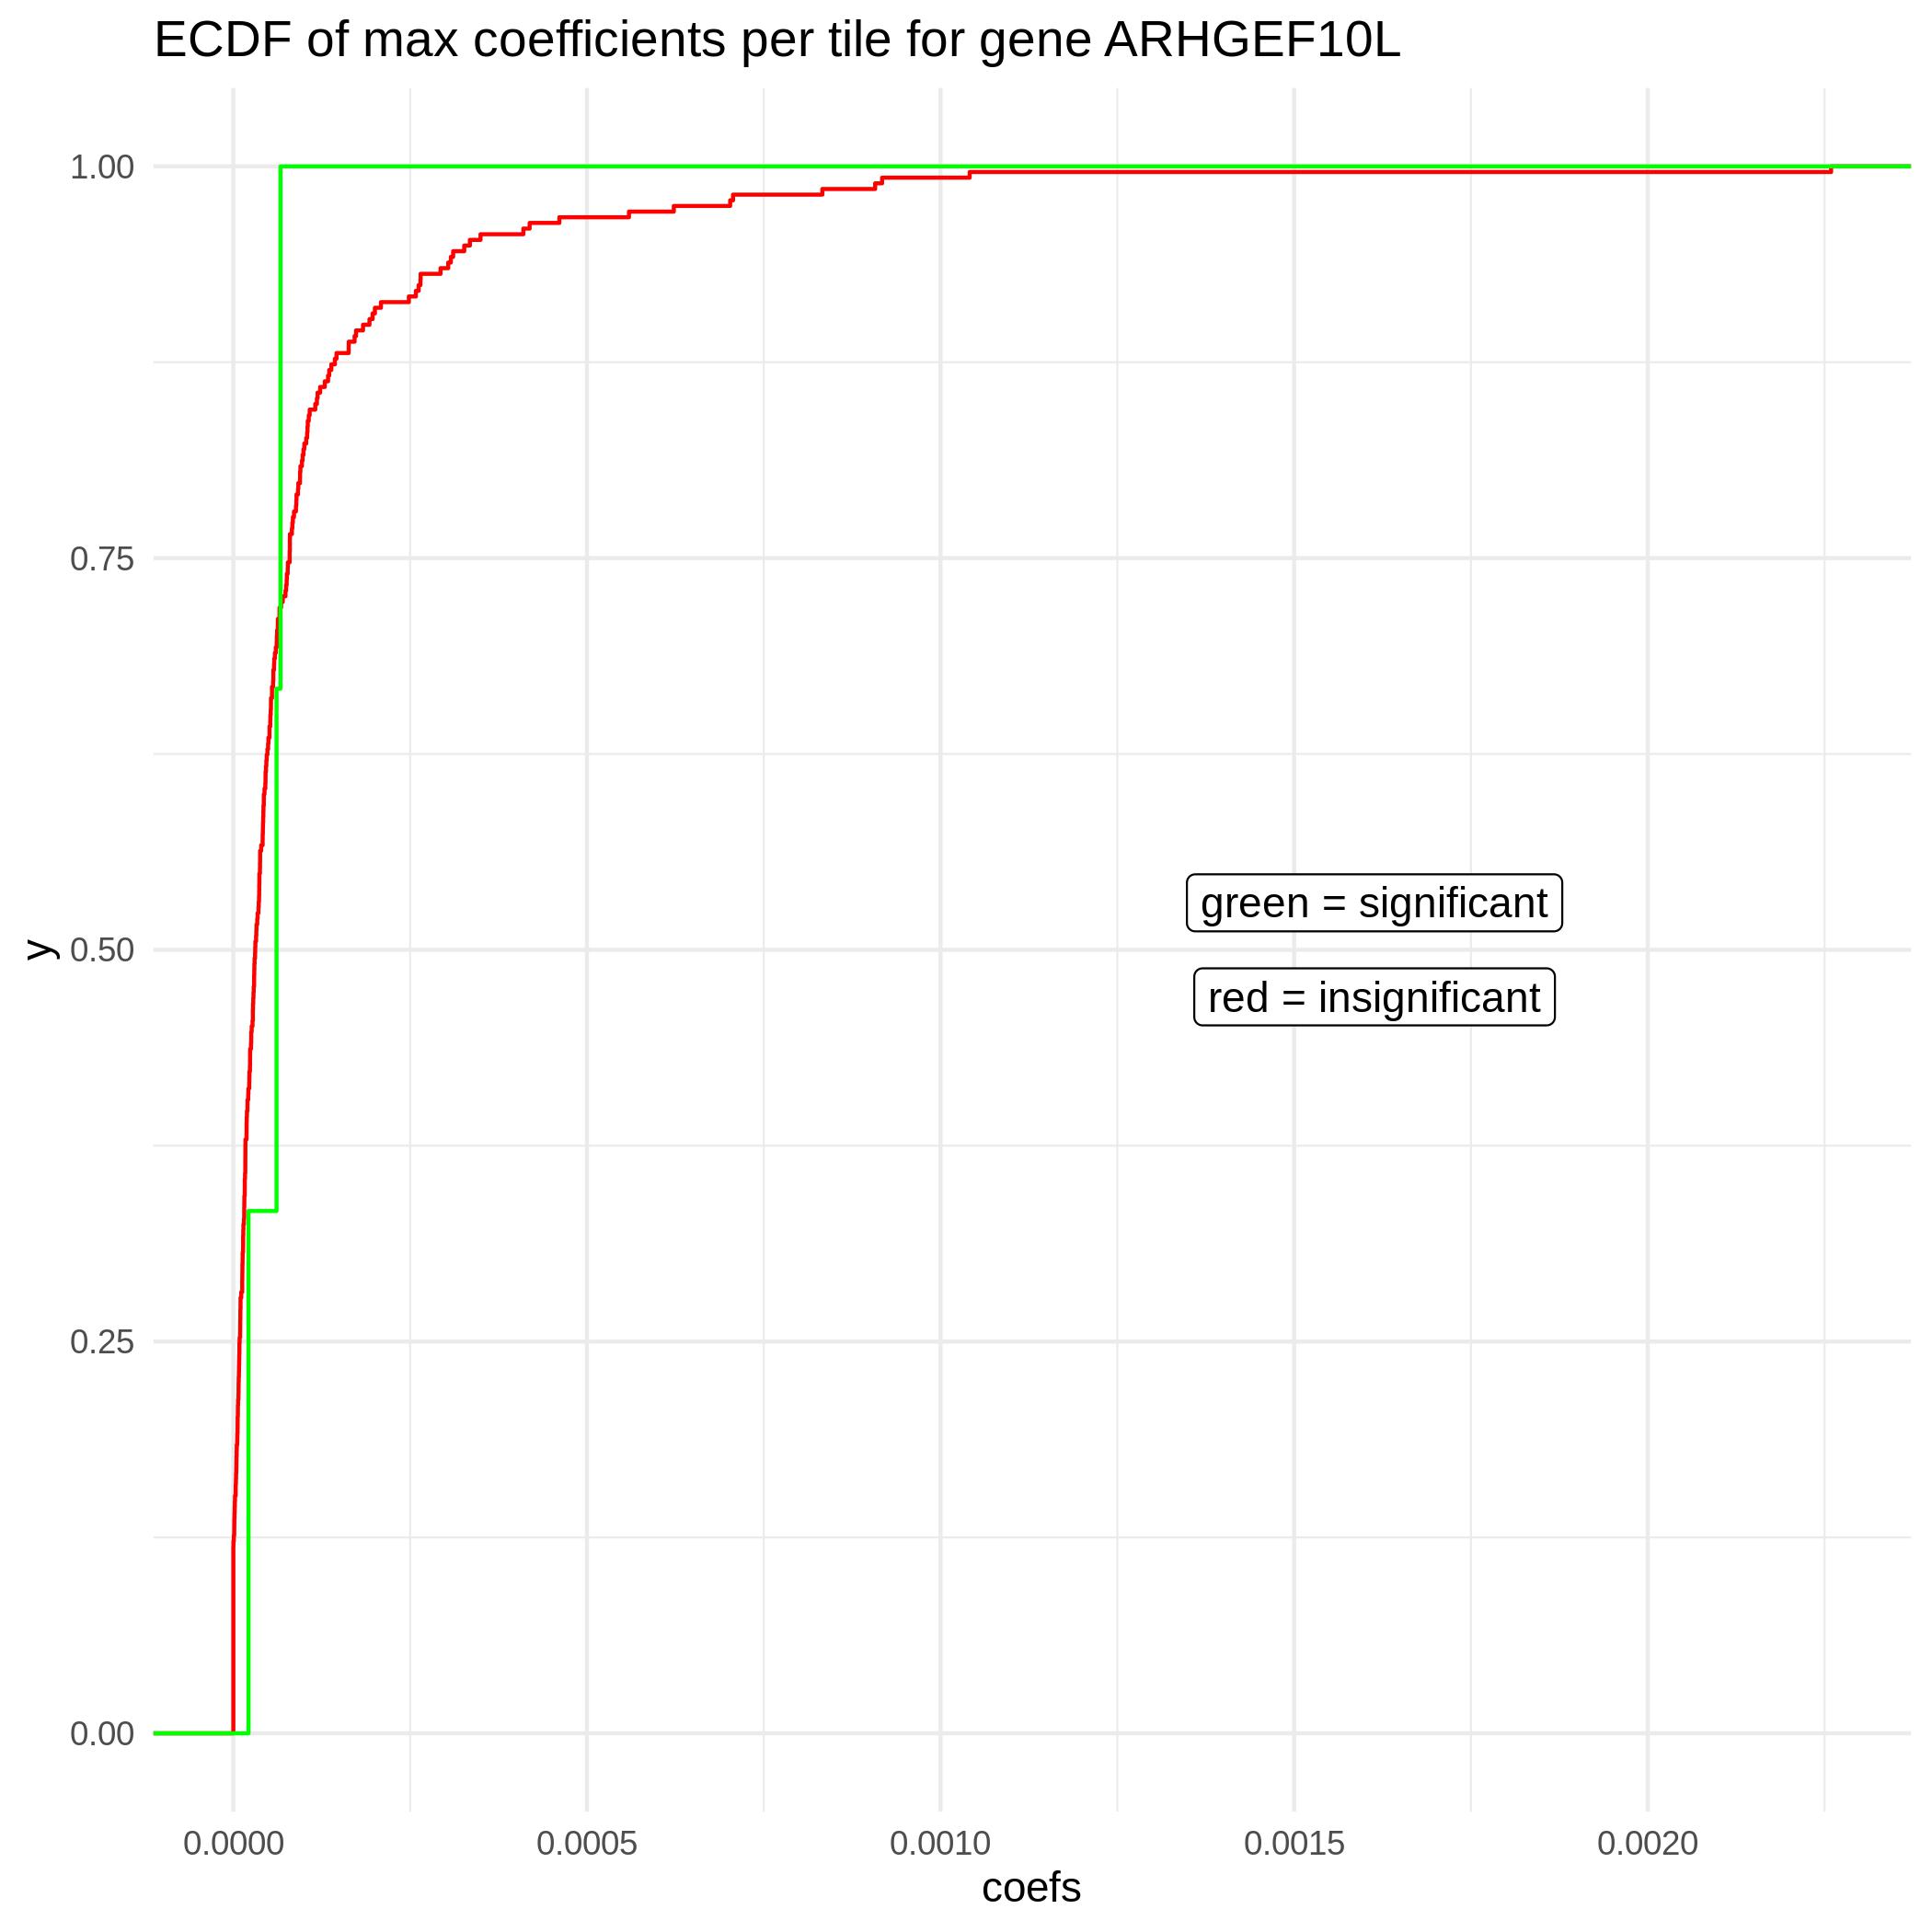 ECDF of max coefficients per tile for gene ARHGEF10L
1.00
0.75
0.50
0.25
0.00
y
green = significant
red = insignificant
0.0000
0.0005
0.0010
0.0015
0.0020
coefs